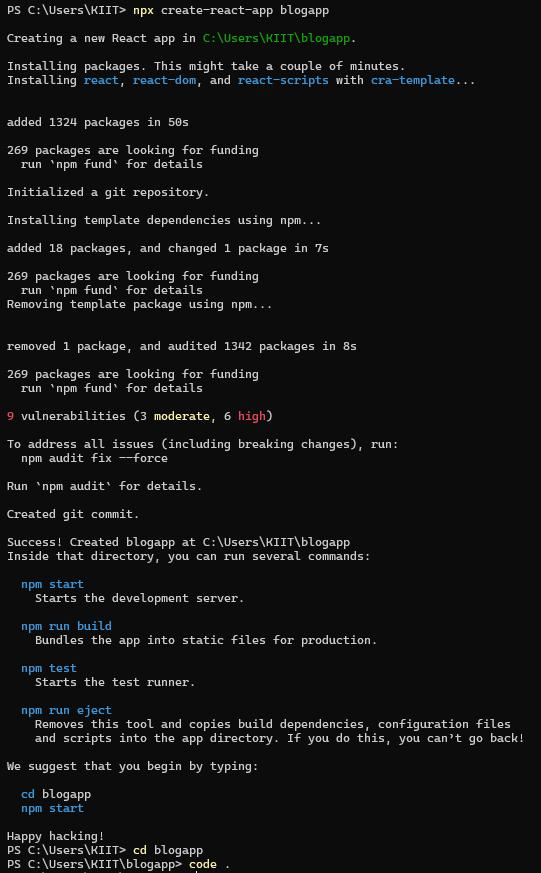 PS C:\Users\KIIT> npx create-react-app blogapp
Creating a new React app in C:\Users\KIIT\blogapp.
Installing packages. This might take a couple of minutes.
Installing react, react-dom, and react-scripts with cra-template...
added 1324 packages in 50s
269 packages are looking for funding
  run `npm fund` for details
Initialized a git repository.
Installing template dependencies using npm...
added 18 packages, and changed 1 package in 7s
269 packages are looking for funding
  run `npm fund` for details
Removing template package using npm...
removed 1 package, and audited 1342 packages in 8s
269 packages are looking for funding
  run `npm fund` for details
9 vulnerabilities (3 moderate, 6 high)
To address all issues (including breaking changes), run:
  npm audit fix --force
Run `npm audit` for details.
Created git commit.
Success! Created blogapp at C:\Users\KIIT\blogapp
Inside that directory, you can run several commands:
  npm start
    Starts the development server.
  npm run build
    Bundles the app into static files for production.
  npm test
    Starts the test runner.
  npm run eject
    Removes this tool and copies build dependencies, configuration files
    and scripts into the app directory. If you do this, you can't go back!
We suggest that you begin by typing:
  cd blogapp
  npm start
Happy hacking!
PS C:\Users\KIIT> cd blogapp
PS C:\Users\KIIT\blogapp> code .